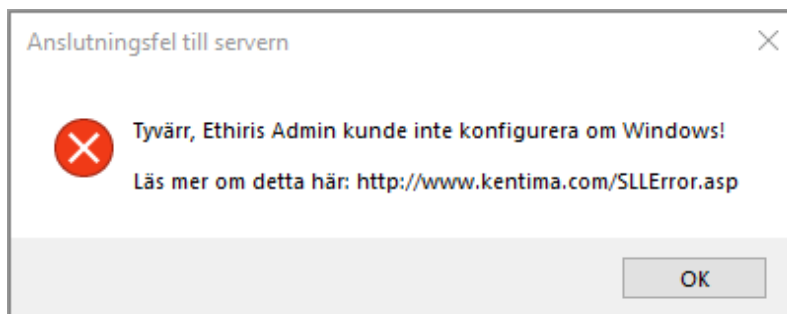 Anslutningsfel till servern
Tyvärr, Ethiris Admin kunde inte konfigurera om Windows!
Läs mer om detta här: http://www.kentima.com/SLLError.asp
OK